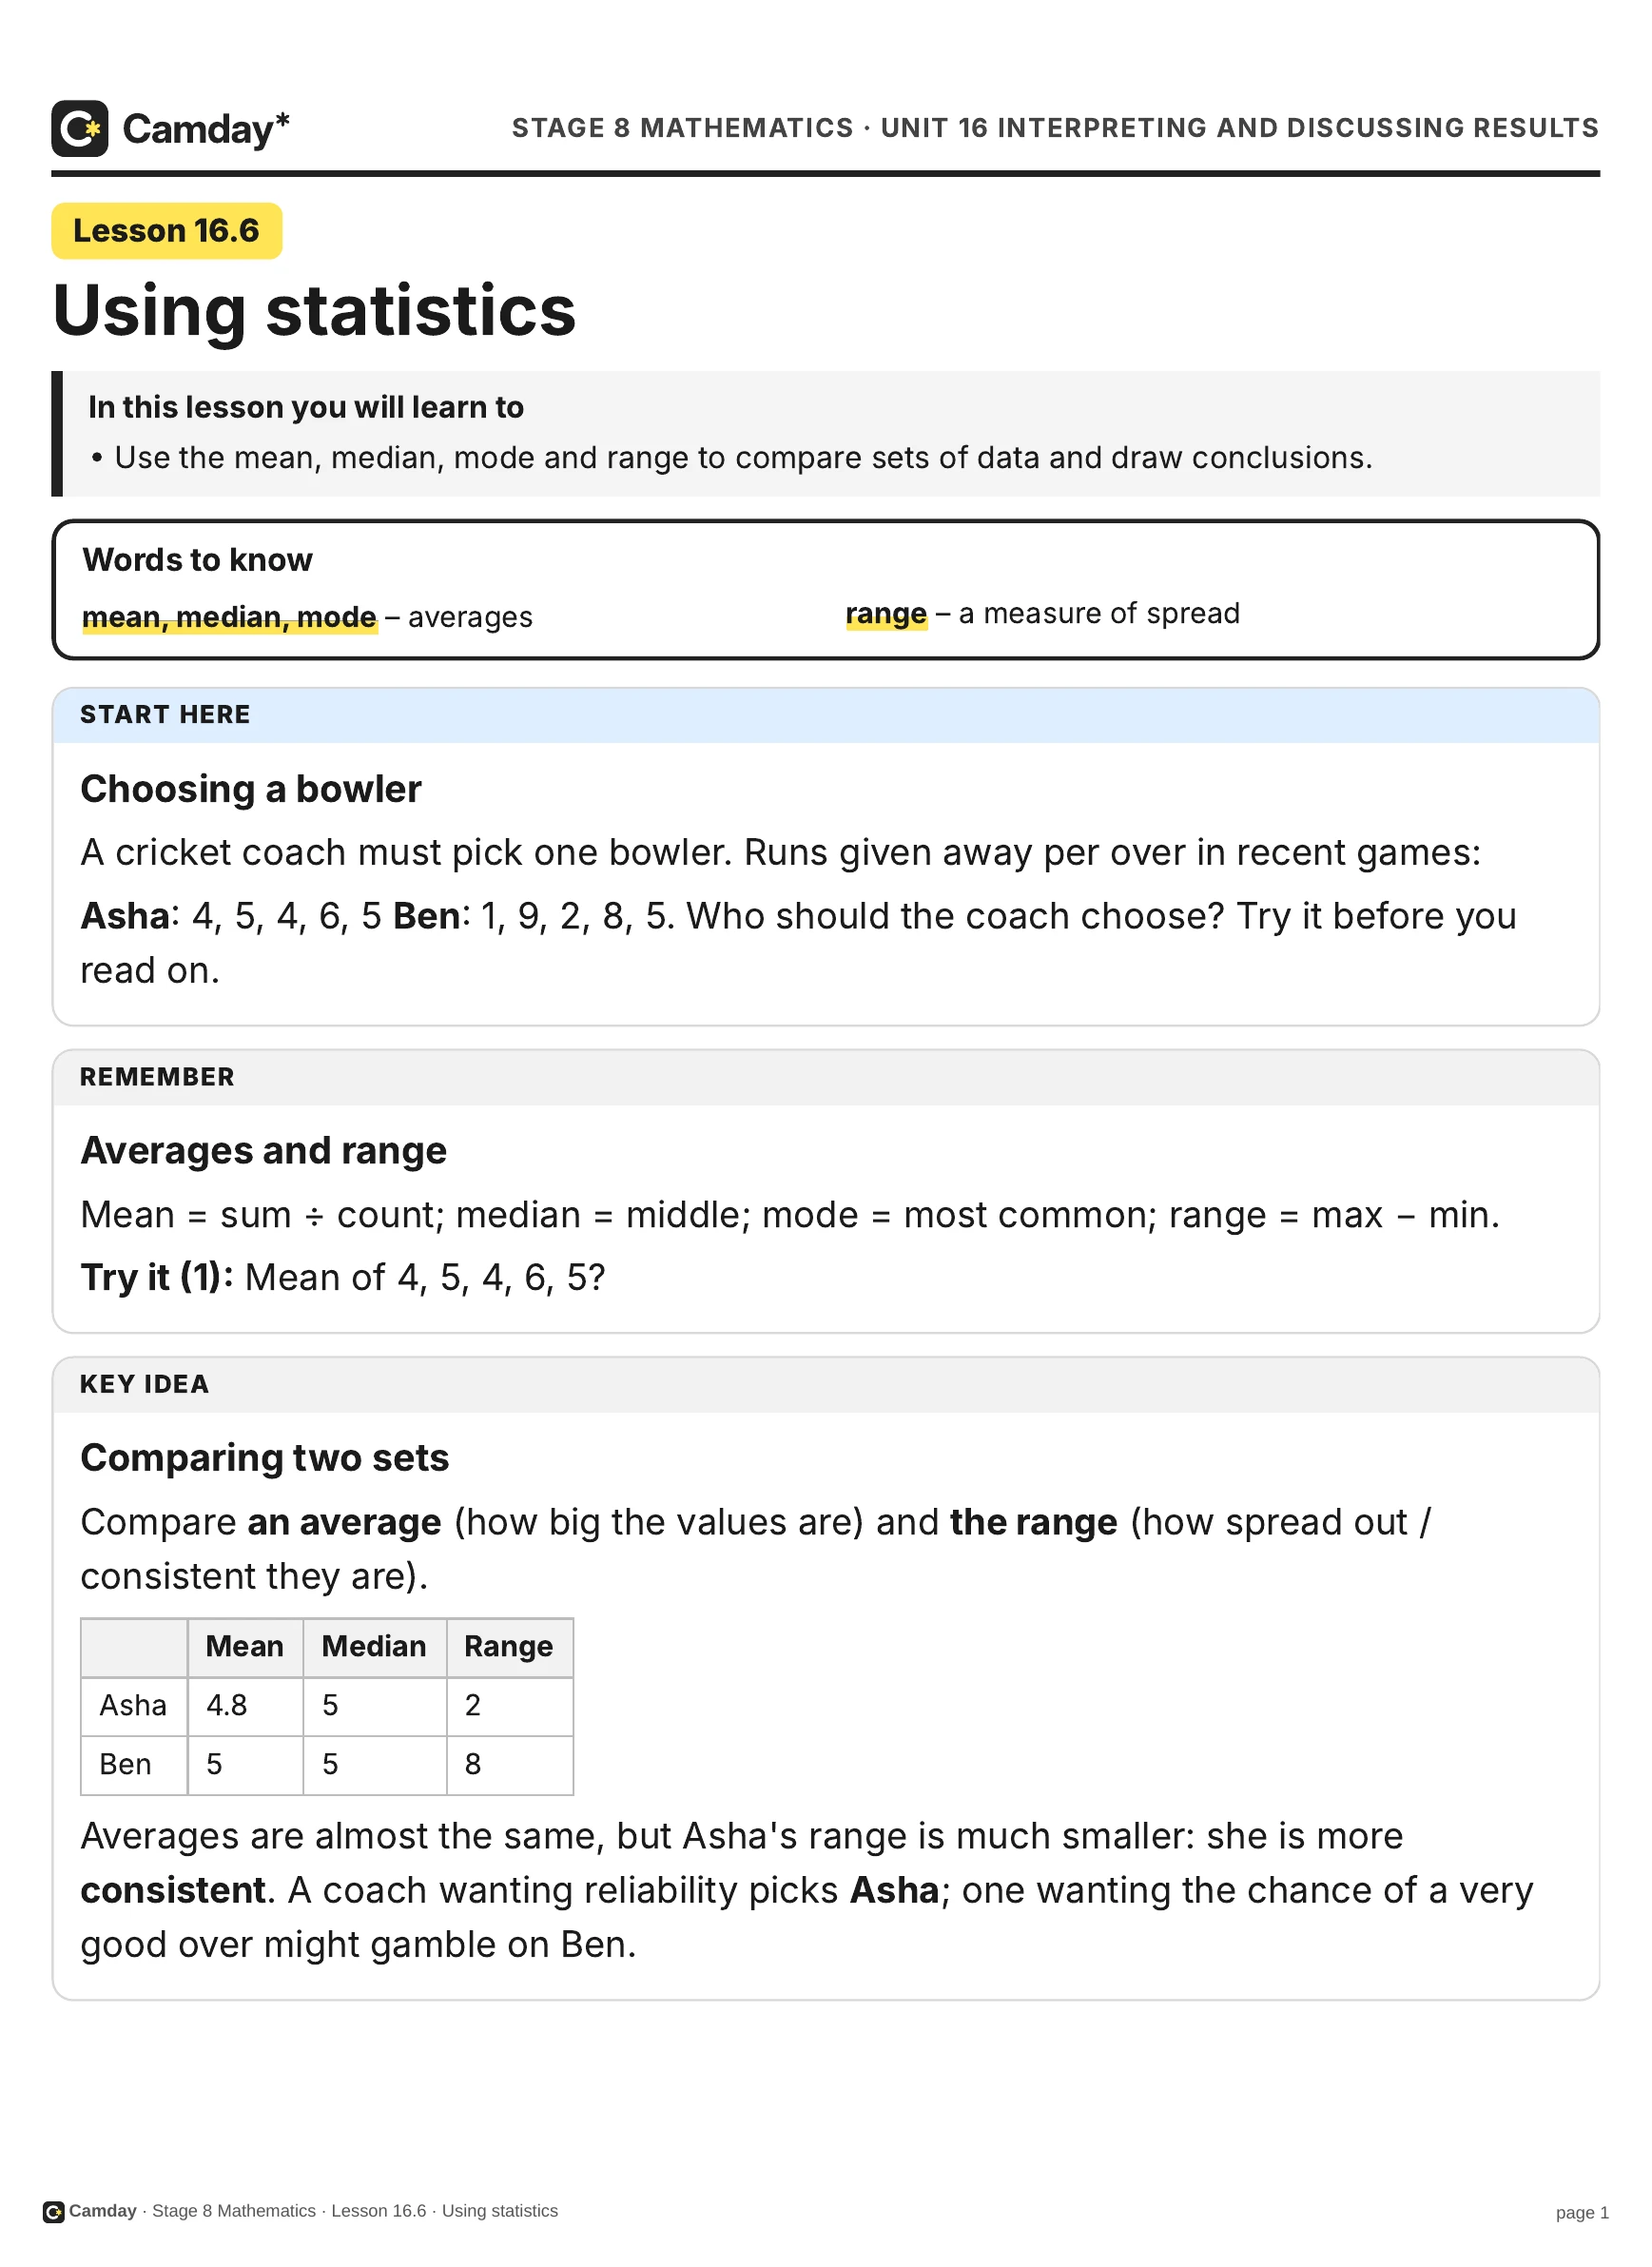 Camday*
STAGE 8 MATHEMATICS · UNIT 16 INTERPRETING AND DISCUSSING RESULTS
Lesson 16.6
Using statistics
In this lesson you will learn to
• Use the mean, median, mode and range to compare sets of data and draw conclusions.
Words to know
mean, median, mode – averages
range – a measure of spread
START HERE
Choosing a bowler
A cricket coach must pick one bowler. Runs given away per over in recent games:
Asha: 4, 5, 4, 6, 5 Ben: 1, 9, 2, 8, 5. Who should the coach choose? Try it before you
read on.
REMEMBER
Averages and range
Mean = sum ÷ count; median = middle; mode = most common; range = max − min.
Try it (1): Mean of 4, 5, 4, 6, 5?
KEY IDEA
Comparing two sets
Compare an average (how big the values are) and the range (how spread out /
consistent they are).
Mean Median Range
Asha 4.8 5 2
Ben 5 5 8
Averages are almost the same, but Asha's range is much smaller: she is more
consistent. A coach wanting reliability picks Asha; one wanting the chance of a very
good over might gamble on Ben.
Camday · Stage 8 Mathematics · Lesson 16.6 · Using statistics
page 1